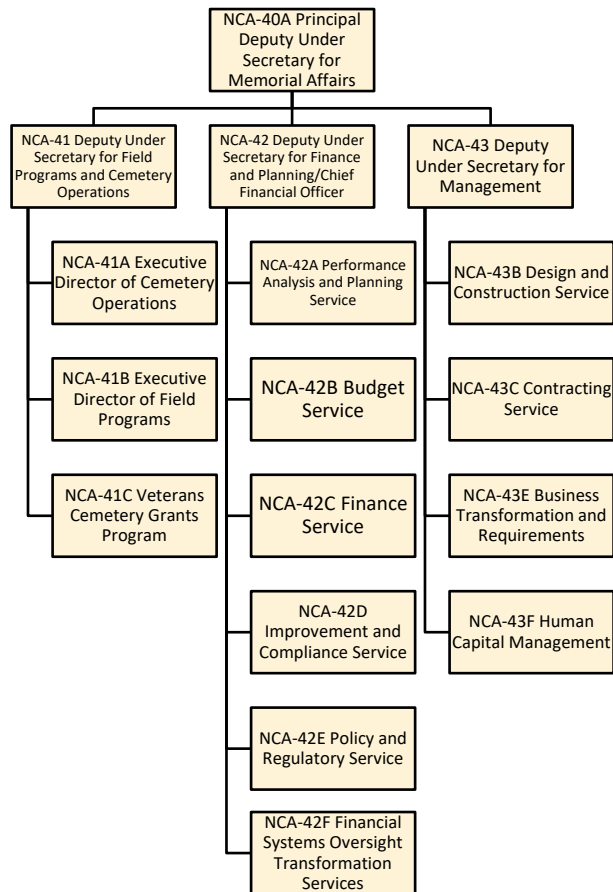 NCA-40A Principal
Deputy Under
Secretary for
Memorial Affairs
NCA-41 Deputy Under
Secretary for Field
Programs and Cemetery
Operations
NCA-41A Executive
Director of Cemetery
Operations
NCA-41B Executive
Director of Field
Programs
NCA-41C Veterans
Cemetery Grants
Program
NCA-42 Deputy Under
Secretary for Finance
and Planning/Chief
Financial Officer
NCA-42A Performance
Analysis and Planning
Service
NCA-42B Budget
Service
NCA-42C Finance
Service
NCA-42D
Improvement and
Compliance Service
NCA-42E Policy and
Regulatory Service
NCA-42F Financial
Systems Oversight
Transformation
Services
NCA-43 Deputy
Under Secretary for
Management
NCA-43B Design and
Construction Service
NCA-43C Contracting
Service
NCA-43E Business
Transformation and
Requirements
NCA-43F Human
Capital Management